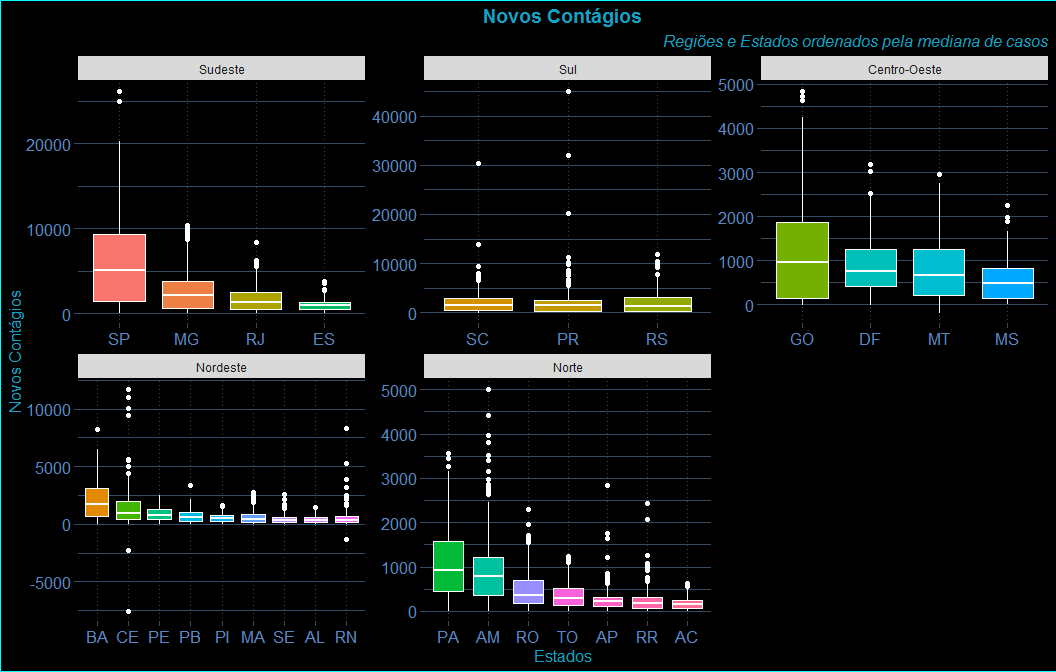 Novos Contágios
Regiões e Estados ordenados pela mediana de casos
Novos Contágios
Sudeste
20000
10000
0
SP MG RJ ES
Sul
40000
30000
20000
10000
0
SC PR RS
Centro-Oeste
5000
4000
3000
2000
1000
0
GO DF MT MS
Nordeste
10000
5000
0
-5000
BA CE PE PB PI MA SE AL RN
Norte
5000
4000
3000
2000
1000
0
PA AM RO TO AP RR AC
Estados